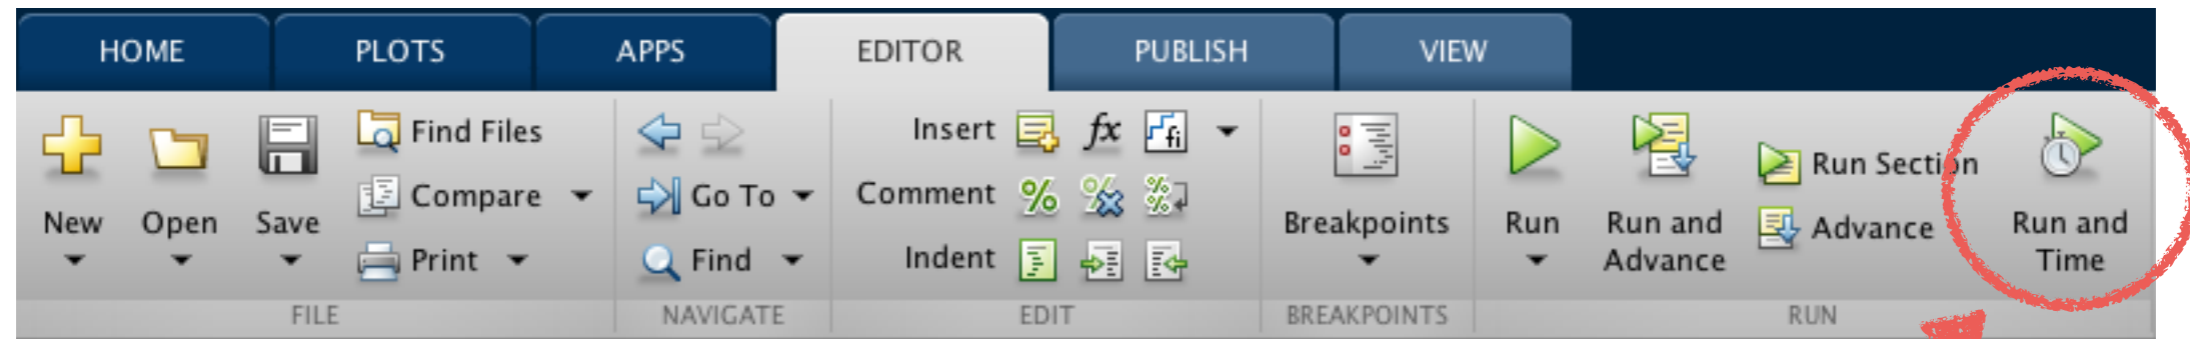 HOME PLOTS APPS EDITOR PUBLISH VIEW
New
Open
Save
Find Files
Compare
Print
FILE
Go To
Find
NAVIGATE
Insert fx fi
Comment % % %
%
Indent
EDIT
Breakpoints
BREAKPOINTS
Run
Run and
Advance
Run Section
Advance
Run and
Time
RUN